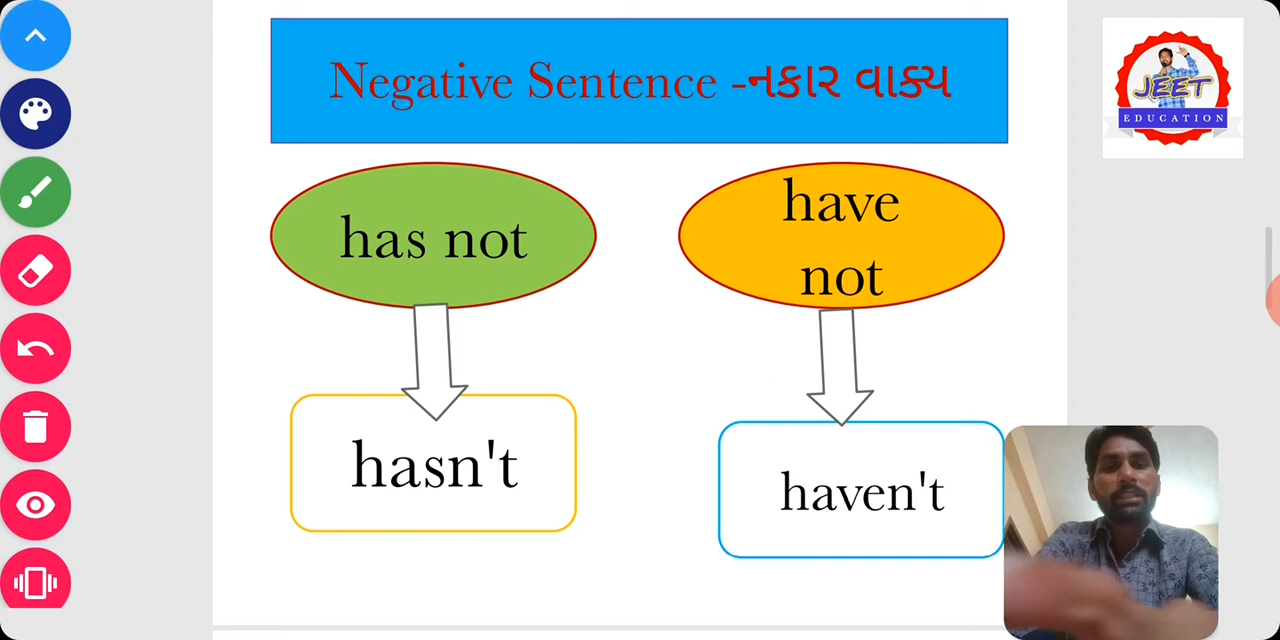 Negative Sentence -નકાર વાક્ય
JEET
EDUCATION
has not
have
not
hasn't
haven't